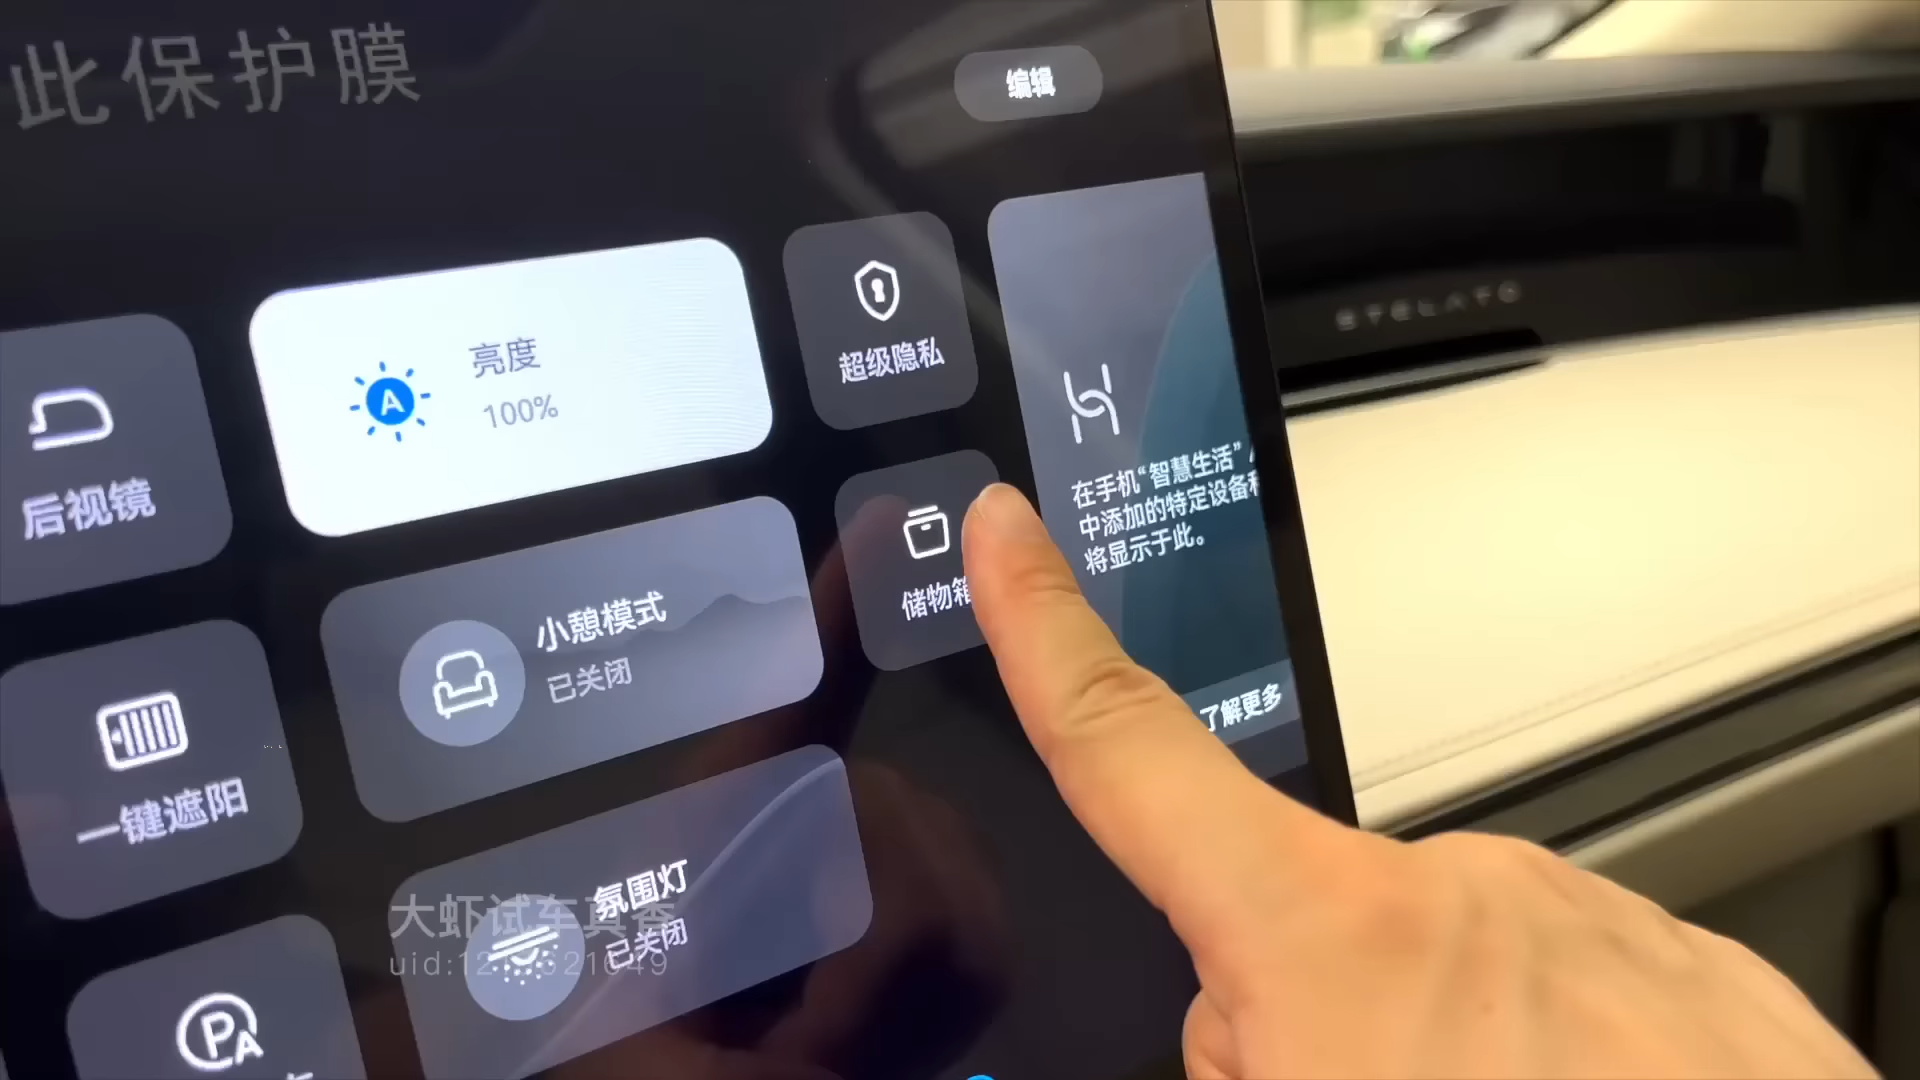 此保护膜
编辑
亮度
100%
超级隐私
后视镜
STELATO
在手机“智慧生活”
中添加的特定设备
将显示于此。
小憩模式
已关闭
储物箱
了解更多
一键遮阳
氛围灯
已关闭
大虾试车真香